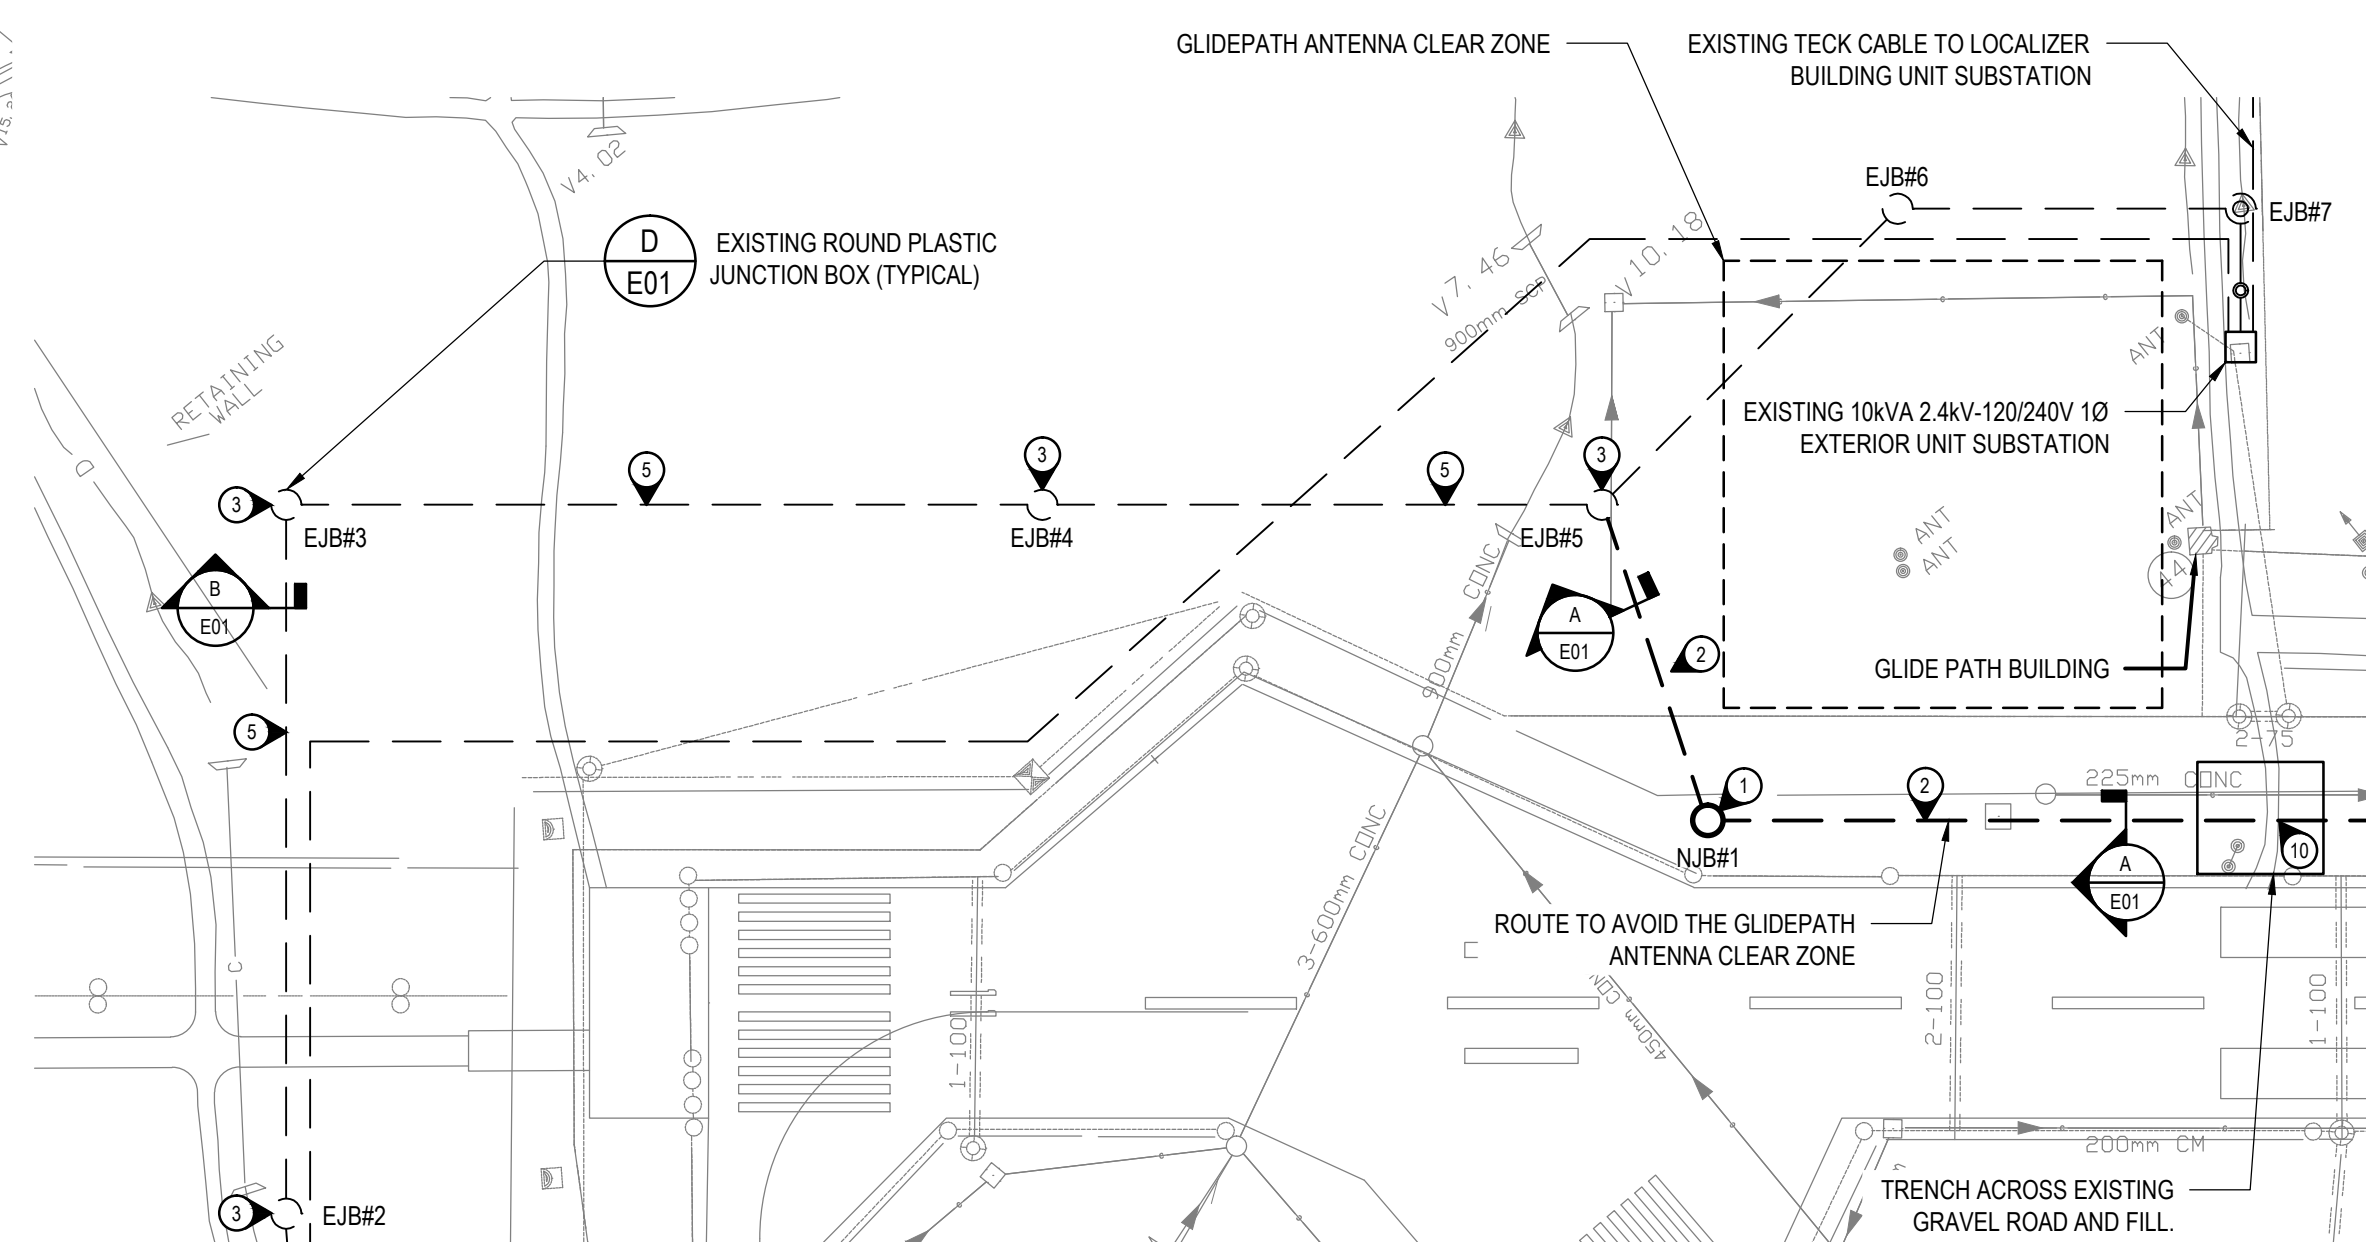 GLIDEPATH ANTENNA CLEAR ZONE
EXISTING TECK CABLE TO LOCALIZER
BUILDING UNIT SUBSTATION
V4.02
EJB#6
EJB#7
D
E01
EXISTING ROUND PLASTIC
JUNCTION BOX (TYPICAL)
V7.46
900mm SCP
V10.18
RETAINING
WALL
ANT
EXISTING 10kVA 2.4kV-120/240V 1Ø
EXTERIOR UNIT SUBSTATION
D
5
3
5
3
3
EJB#3
EJB#4
EJB#5
ANT
ANT
ANT
44
B
E01
A
E01
900mm CONC
2
GLIDE PATH BUILDING
5
2-75
1
2
225mm CONC
NJB#1
10
A
E01
3-600mm CONC
ROUTE TO AVOID THE GLIDEPATH
ANTENNA CLEAR ZONE
C
450mm CON
1-100
2-100
1-100
200mm CM
TRENCH ACROSS EXISTING
GRAVEL ROAD AND FILL.
3
EJB#2